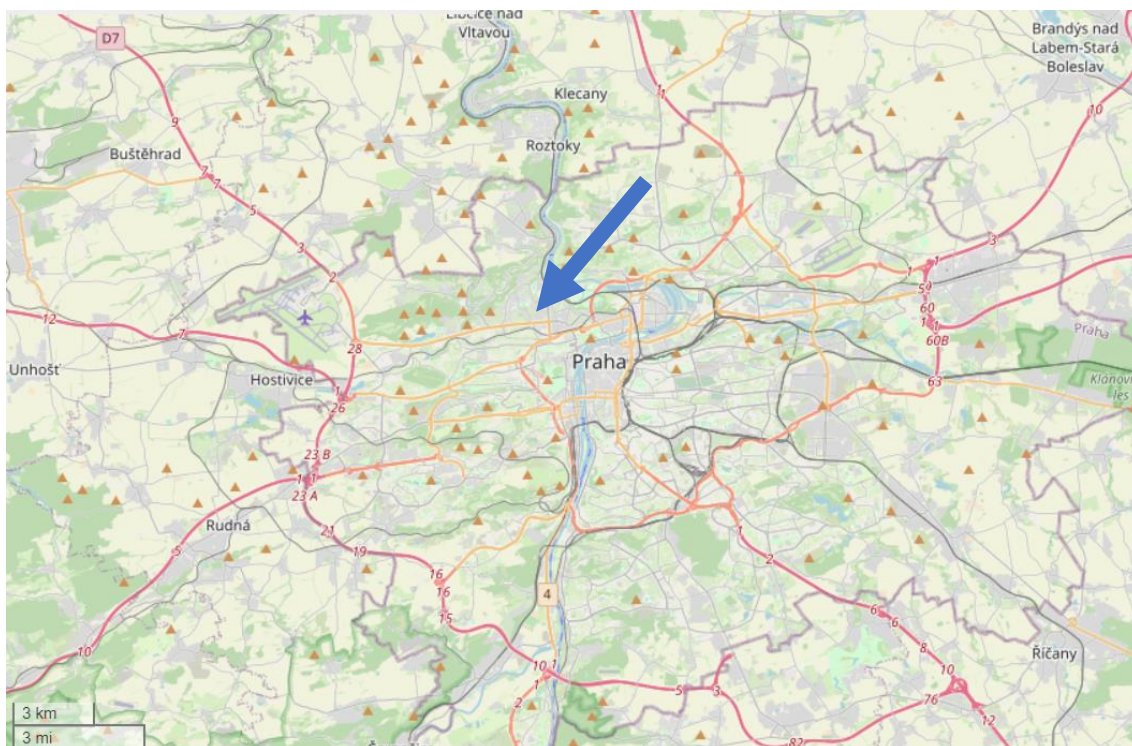 Libčice nad
Vltavou
D7
Brandýs nad
Labem-Stará
Boleslav
Klecany
1
10
9
Roztoky
Buštěhrad
7
7
5
3
3
2
1
1
59
12
7
60
1
1
60B
Praha
28
Praha
Unhošť
Hostivice
1
26
63
Klánovi
les
23 B
1
1
23 A
Rudná
21
19
5
16
16
1
2
4
15
6
6
8
10
10
1
10
Říčany
1
5
3
2
76
12
82
3 km
3 mi